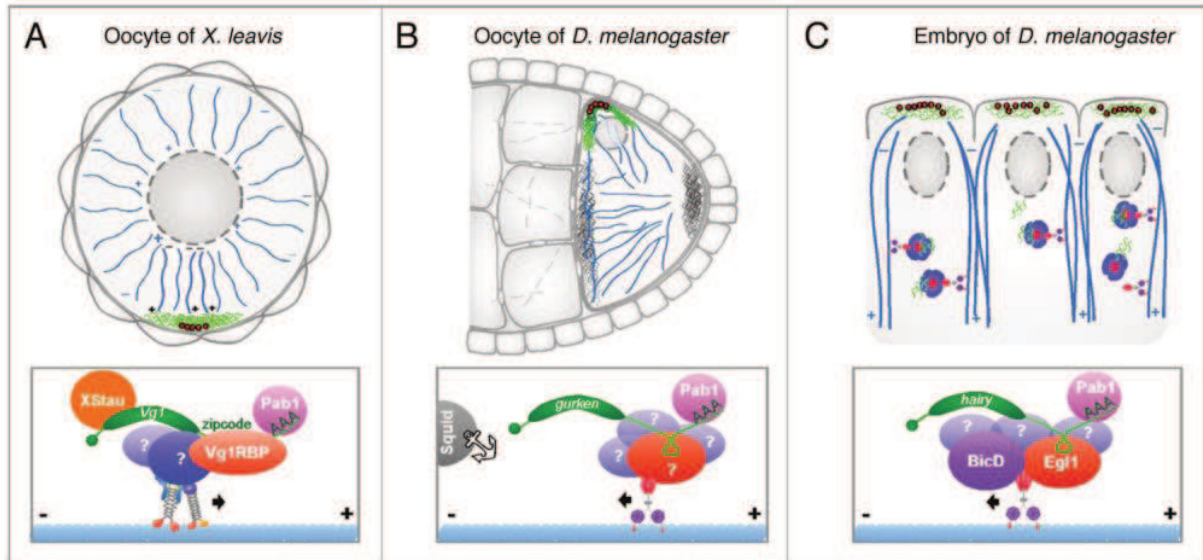 A
Oocyte of X. leavis
B
Oocyte of D. melanogaster
C
Embryo of D. melanogaster
XStau
Vg1
zipcode
Pab1
AAA
?
?
Vg1RBP
-
+
Squid
gurken
Pab1
AAA
?
?
?
?
-
+
hairy
Pab1
AAA
?
?
?
BicD
Egl1
-
+